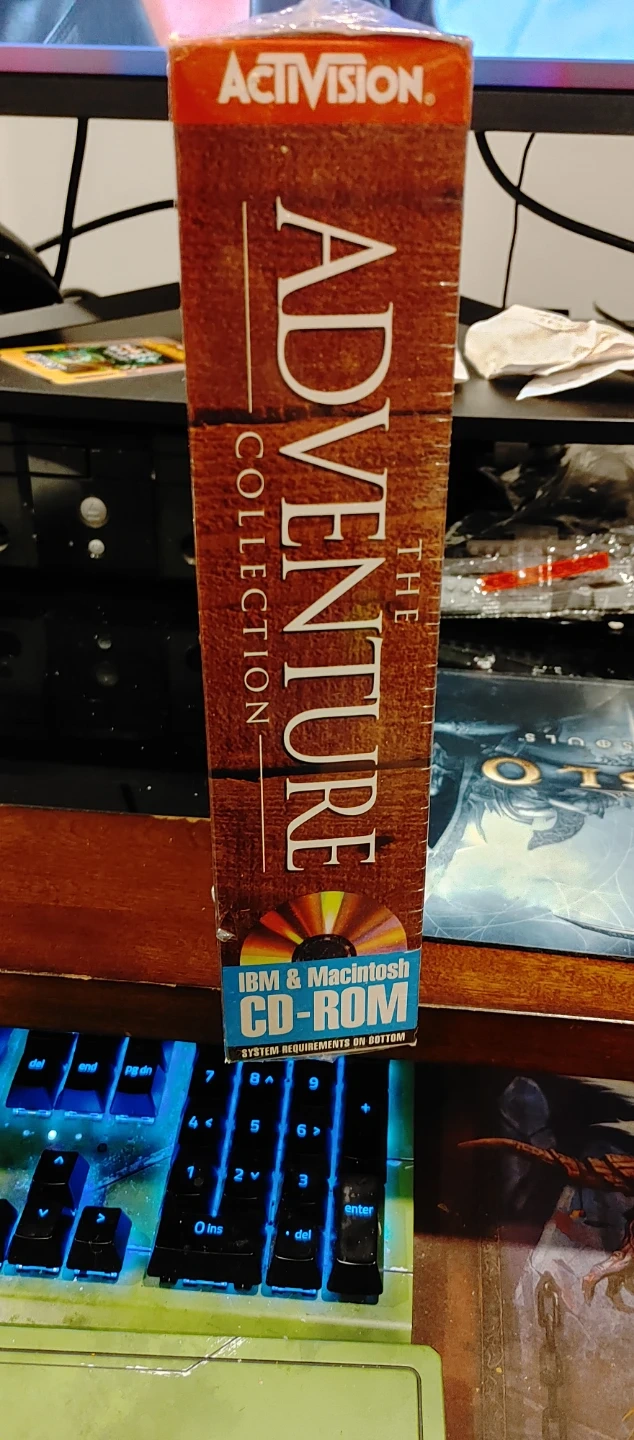 ACTIVISION®
THE
ADVENTURE
COLLECTION
IBM & Macintosh
CD-ROM
SYSTEM REQUIREMENTS ON BOTTOM
del
end
pg dn
7
8 ^
9
+
4 <
5
6 >
1
2 ˅
3
enter
0 ins
. del
^
˅
>